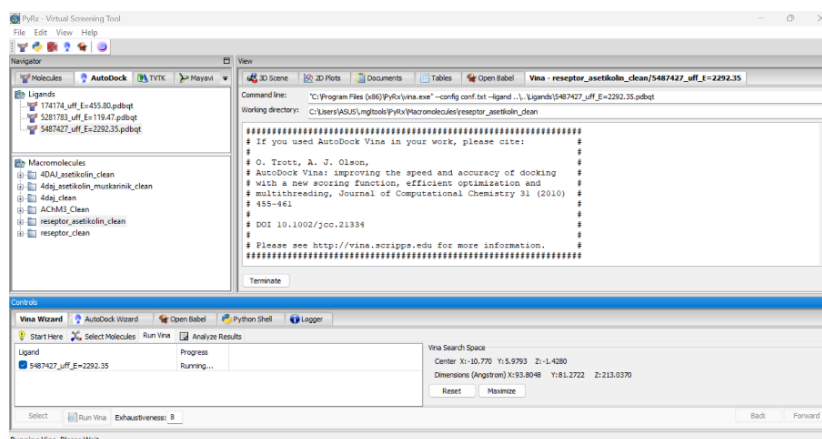 PyRx - Virtual Screening Tool
File Edit View Help
Navigator
View
Molecules AutoDock TVTK Mayavi
3D Scene 2D Plots Documents Tables Open Babel Vina - reseptor_asetikolin_clean/5487427_uff_E=2292.35
Ligands
174174_uff_E=455.80.pdbqt
5281783_uff_E=119.47.pdbqt
5487427_uff_E=2292.35.pdbqt
Command line: "C:\Program Files (x86)\PyRx\vina.exe" --config conf.txt --ligand ..\..\Ligands\5487427_uff_E=2292.35.pdbqt
Working directory: C:\Users\ASUS\.mgltools\PyRx\Macromolecules\reseptor_asetikolin_clean
Macromolecules
4DAJ_asetikolin_clean
4daj_asetikolin_muskarinik_clean
4daj_clean
AChM3_Clean
reseptor_asetikolin_clean
reseptor_clean
#################################################################
# If you used AutoDock Vina in your work, please cite: #
# #
# O. Trott, A. J. Olson, #
# AutoDock Vina: improving the speed and accuracy of docking #
# with a new scoring function, efficient optimization and #
# multithreading, Journal of Computational Chemistry 31 (2010) #
# 455-461 #
# #
# DOI 10.1002/jcc.21334 #
# #
# Please see http://vina.scripps.edu for more information. #
#################################################################
Terminate
Controls
Vina Wizard AutoDock Wizard Open Babel Python Shell Logger
Start Here Select Molecules Run Vina Analyze Results
Ligand Progress
5487427_uff_E=2292.35 Running...
Vina Search Space
Center X:-10.770 Y:5.9793 Z:-1.4280
Dimensions (Angstrom) X:93.8048 Y:81.2722 Z:213.0370
Reset Maximize
Select Run Vina Exhaustiveness: 8
Back Forward